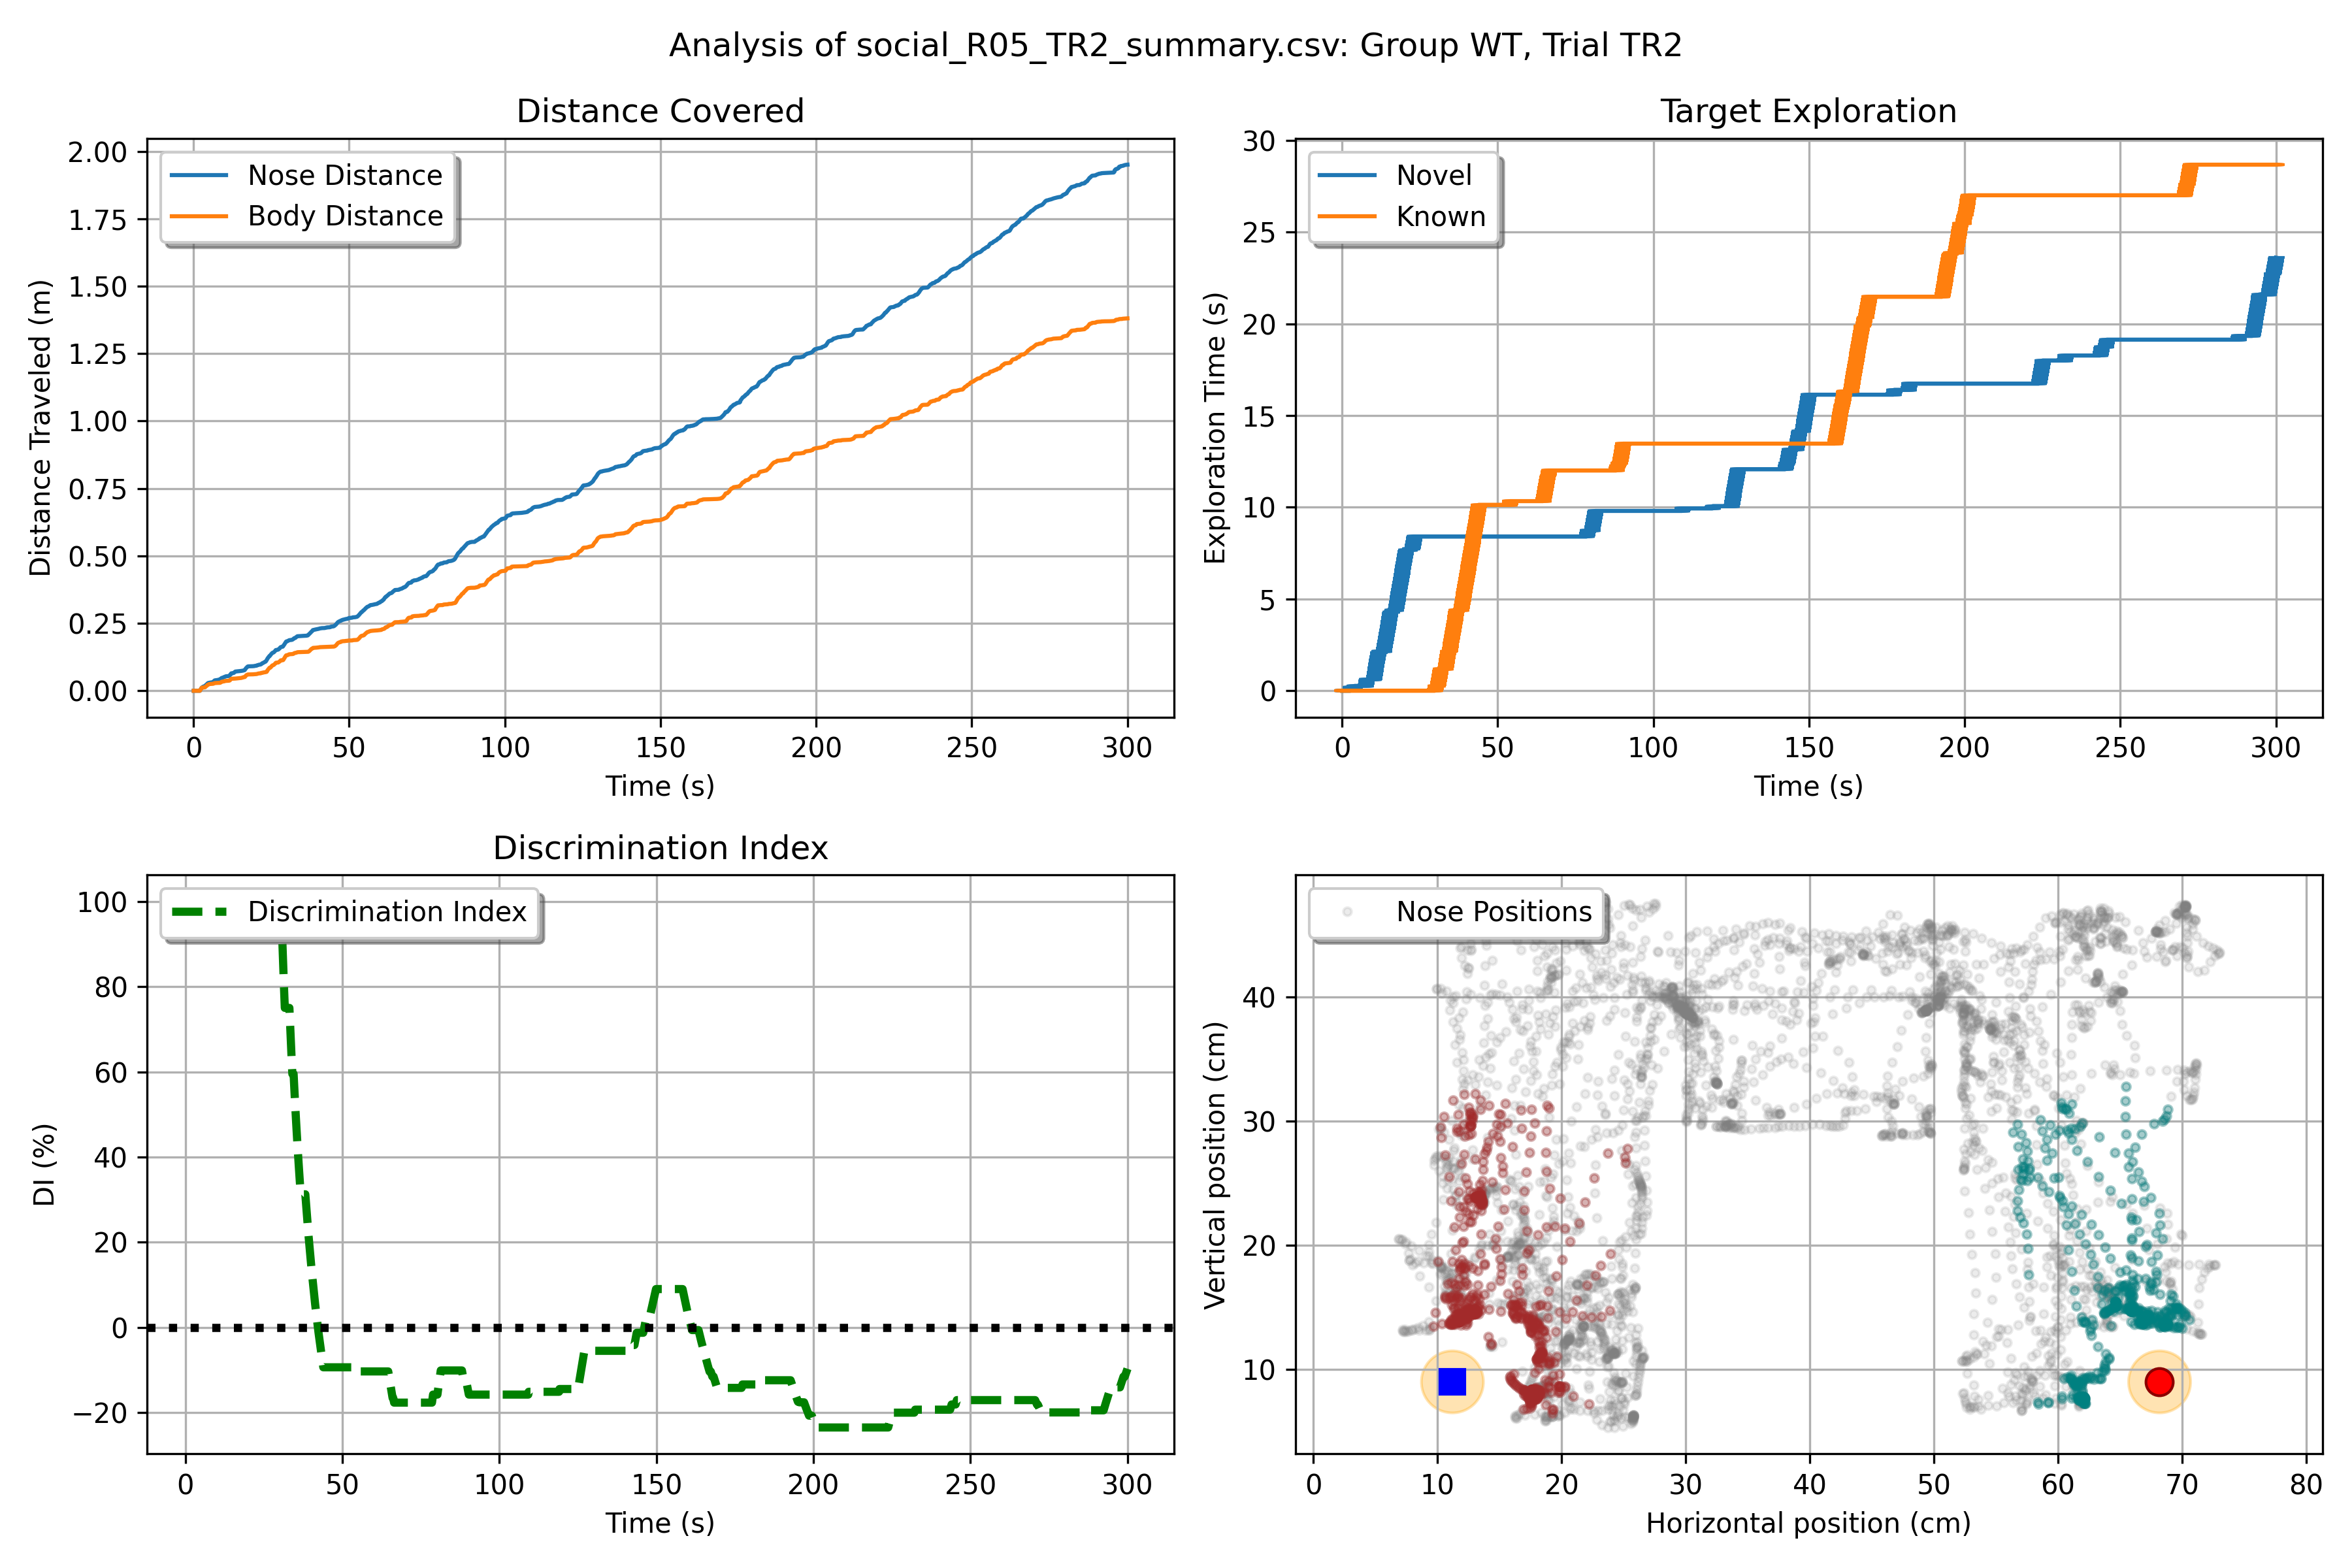 Analysis of social_R05_TR2_summary.csv: Group WT, Trial TR2
Distance Covered
Nose Distance
Body Distance
Distance Traveled (m)
2.00
1.75
1.50
1.25
1.00
0.75
0.50
0.25
0.00
0 50 100 150 200 250 300
Time (s)
Target Exploration
Novel
Known
Exploration Time (s)
30
25
20
15
10
5
0
0 50 100 150 200 250 300
Time (s)
Discrimination Index
Discrimination Index
DI (%)
100
80
60
40
20
0
−20
0 50 100 150 200 250 300
Time (s)
Nose Positions
Vertical position (cm)
40
30
20
10
0 10 20 30 40 50 60 70 80
Horizontal position (cm)